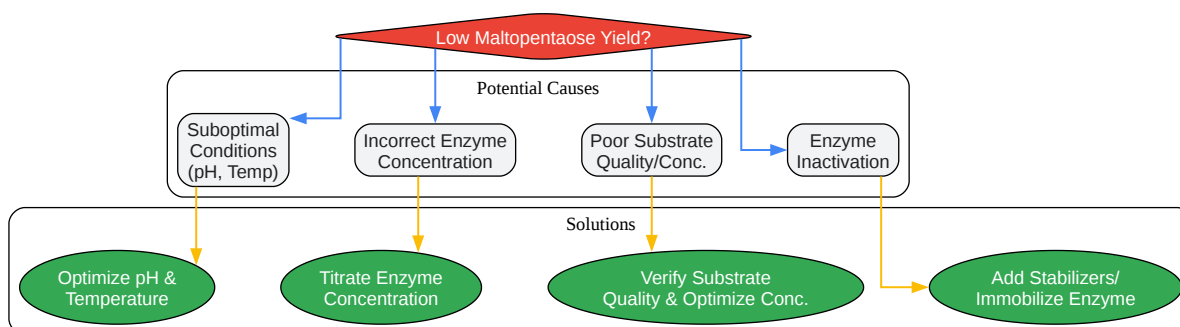 Low Maltopentaose Yield?
Potential Causes
Suboptimal
Conditions
(pH, Temp)
Incorrect Enzyme
Concentration
Poor Substrate
Quality/Conc.
Enzyme
Inactivation
Solutions
Optimize pH &
Temperature
Titrate Enzyme
Concentration
Verify Substrate
Quality & Optimize Conc.
Add Stabilizers/
Immobilize Enzyme